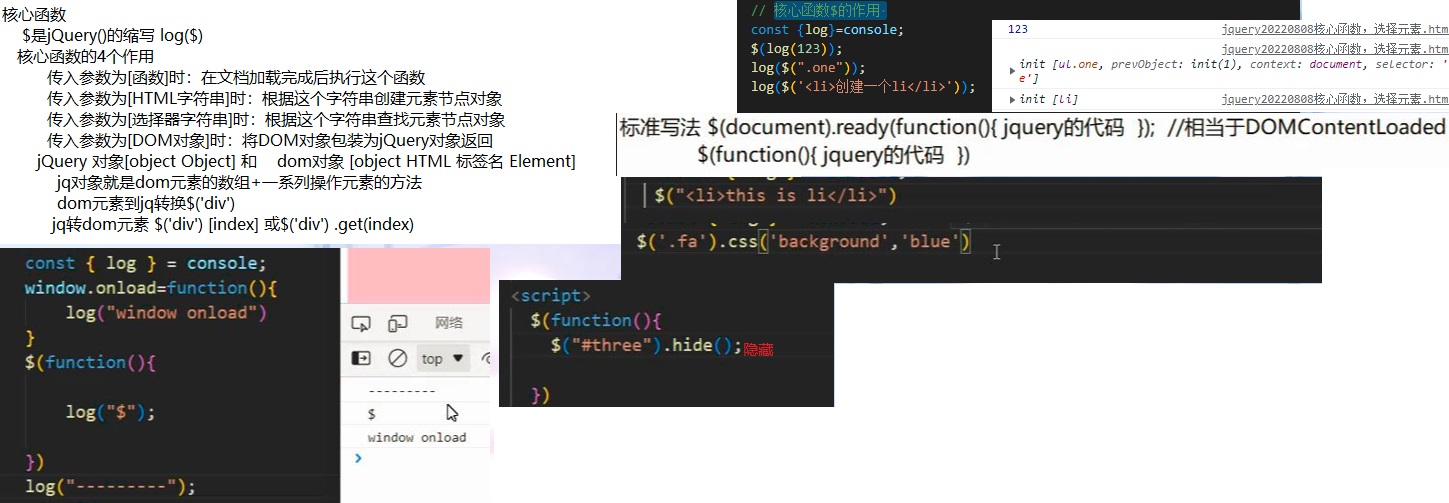 核心函数
$是jQuery()的缩写 log($)
核心函数的4个作用
传入参数为[函数]时：在文档加载完成后执行这个函数
传入参数为[HTML字符串]时：根据这个字符串创建元素节点对象
传入参数为[选择器字符串]时：根据这个字符串查找元素节点对象
传入参数为[DOM对象]时：将DOM对象包装为jQuery对象返回
jQuery 对象[object Object] 和 dom对象 [object HTML 标签名 Element]
jq对象就是dom元素的数组+一系列操作元素的方法
dom元素到jq转换$('div')
jq转dom元素 $('div') [index] 或$('div') .get(index)
// 核心函数$的作用
const {log}=console;
$(log(123));
log($(".one"));
log($('<li>创建一个li</li>'));
123 jquery20220808核心函数，选择元素.htm
jquery20220808核心函数，选择元素.htm
init [ul.one, prevObject: init(1), context: document, selector: '
e']
init [li] jquery20220808核心函数，选择元素.htm
标准写法 $(document).ready(function(){ jquery的代码 }); //相当于DOMContentLoaded
$(function(){ jquery的代码 })
$("<li>this is li</li>")
$('.fa').css('background','blue')
const { log } = console;
window.onload=function(){
log("window onload")
}
$(function(){
log("$");
})
log("---------");
网络
top
---------
$
window onload
<script>
$(function(){
$("#three").hide();隐藏
})